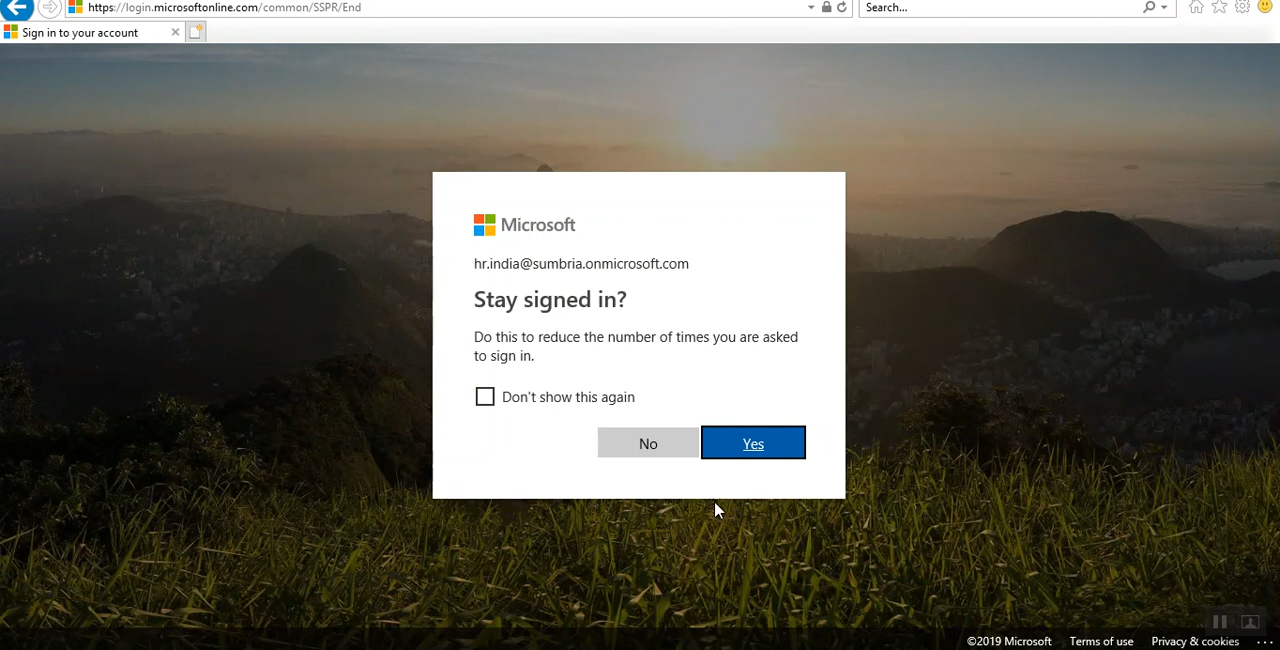 https://login.microsoftonline.com/common/SSPR/End
Search...
Sign in to your account
Microsoft
hr.india@sumbria.onmicrosoft.com
Stay signed in?
Do this to reduce the number of times you are asked
to sign in.
Don't show this again
No
Yes
©2019 Microsoft
Terms of use
Privacy & cookies
...